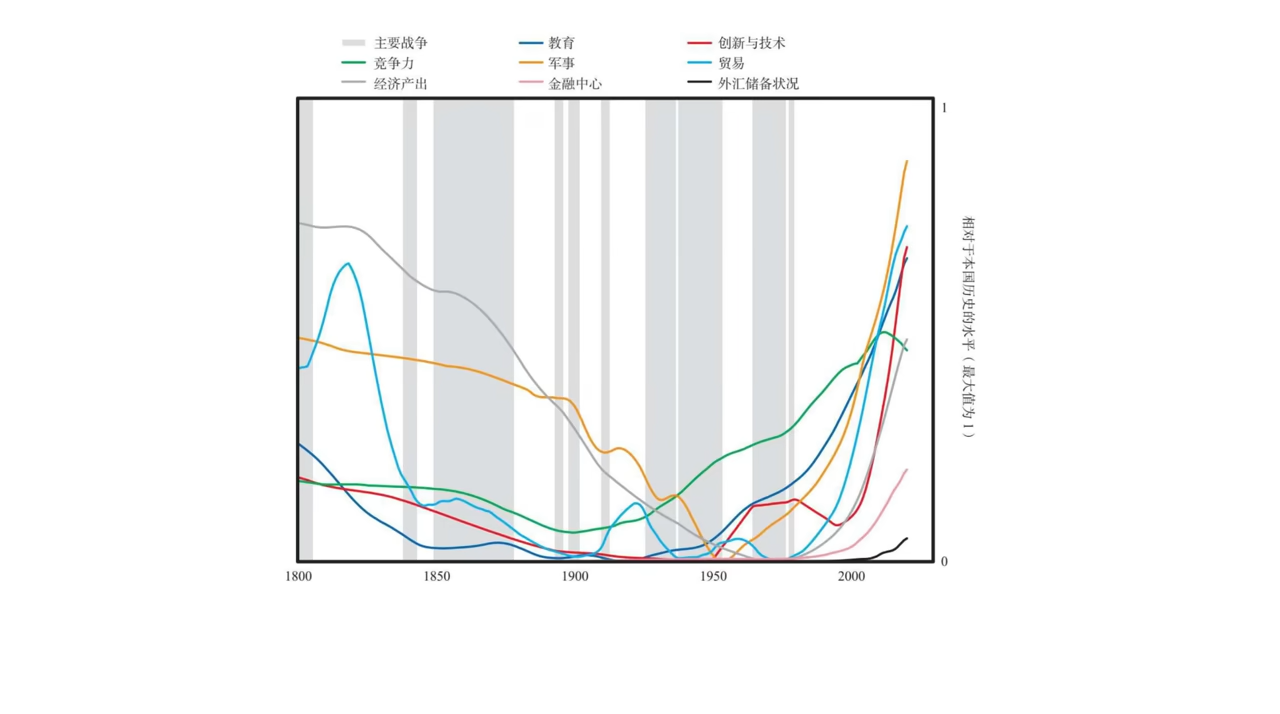 主要战争 教育 创新与技术
竞争力 军事 贸易
经济产出 金融中心 外汇储备状况
1
相对于本国历史的水平（最大值为 1）
0
1800 1850 1900 1950 2000